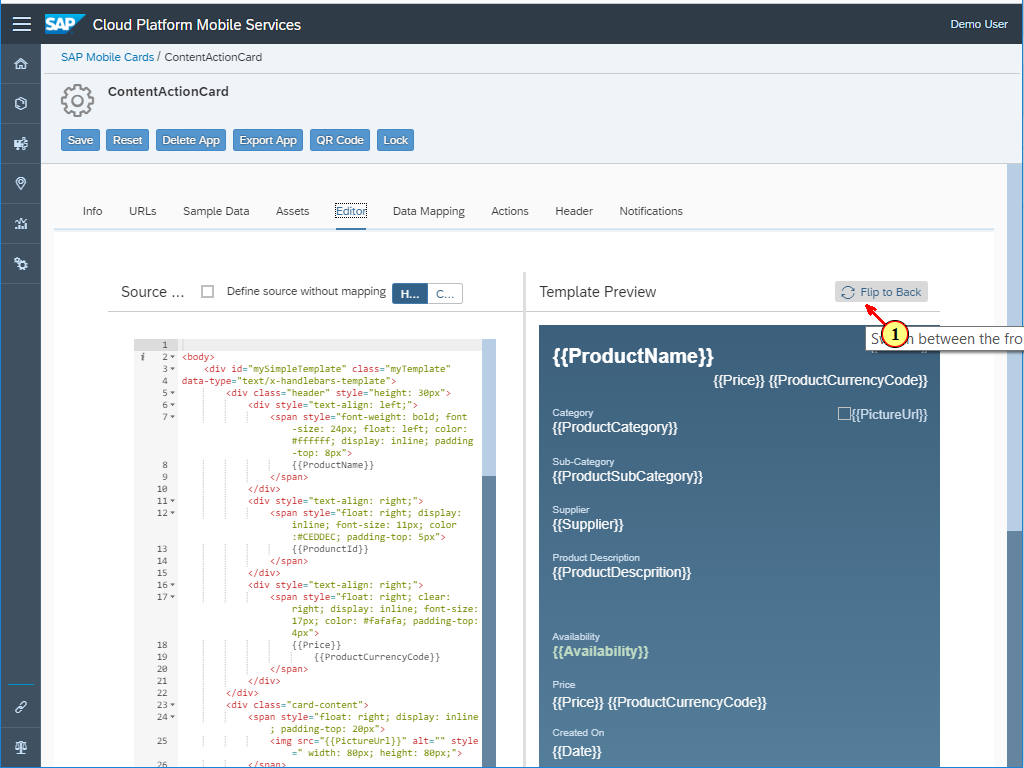 SAP Cloud Platform Mobile Services
Demo User
SAP Mobile Cards / ContentActionCard
ContentActionCard
Save Reset Delete App Export App QR Code Lock
Info URLs Sample Data Assets Editor Data Mapping Actions Header Notifications
Source ... Define source without mapping H... C...
Template Preview
Flip to Back
1
between the fro
1
i 2 <body>
3 <div id="mySimpleTemplate" class="myTemplate"
4 data-type="text/x-handlebars-template">
5 <div class="header" style="height: 30px">
6 <div style="text-align: left;">
7 <span style="font-weight: bold; font
-size: 24px; float: left; color:
#ffffff; display: inline; padding
-top: 8px">
8 {{ProductName}}
9 </span>
10 </div>
11 <div style="text-align: right;">
12 <span style="float: right; display:
inline; font-size: 11px; color
:#CEDDEC; padding-top: 5px">
13 {{ProductId}}
14 </span>
15 </div>
16 <div style="text-align: right;">
17 <span style="float: right; clear:
right; display: inline; font-size:
17px; color: #fafafa; padding-top:
4px">
18 {{Price}}
19 {{ProductCurrencyCode}}
20 </span>
21 </div>
22 </div>
23 <div class="card-content">
24 <span style="float: right; display: inline
; padding-top: 20px">
25 <img src="{{PictureUrl}}" alt="" style
=" width: 80px; height: 80px;">
26 </span>
{{ProductName}}
{{Price}} {{ProductCurrencyCode}}
Category
{{ProductCategory}}
{{PictureUrl}}
Sub-Category
{{ProductSubCategory}}
Supplier
{{Supplier}}
Product Description
{{ProductDescprition}}
Availability
{{Availability}}
Price
{{Price}} {{ProductCurrencyCode}}
Created On
{{Date}}